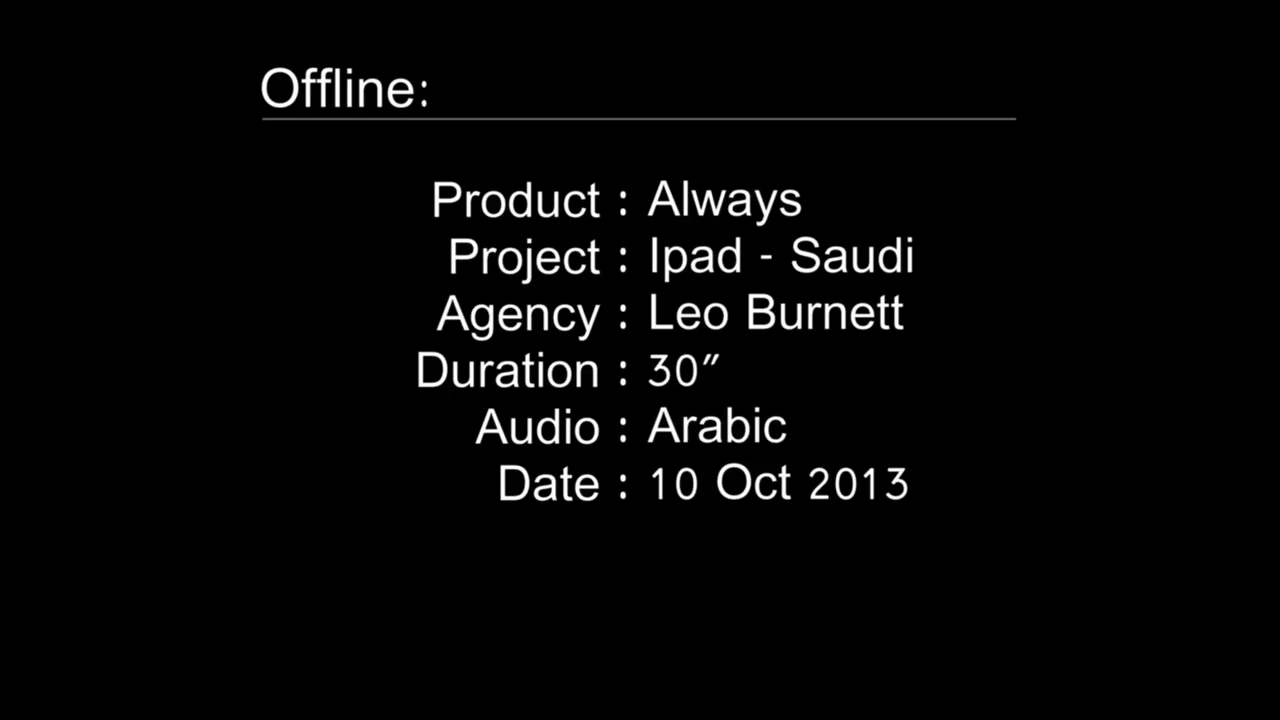 Offline:
Product : Always
Project : Ipad - Saudi
Agency : Leo Burnett
Duration : 30”
Audio : Arabic
Date : 10 Oct 2013